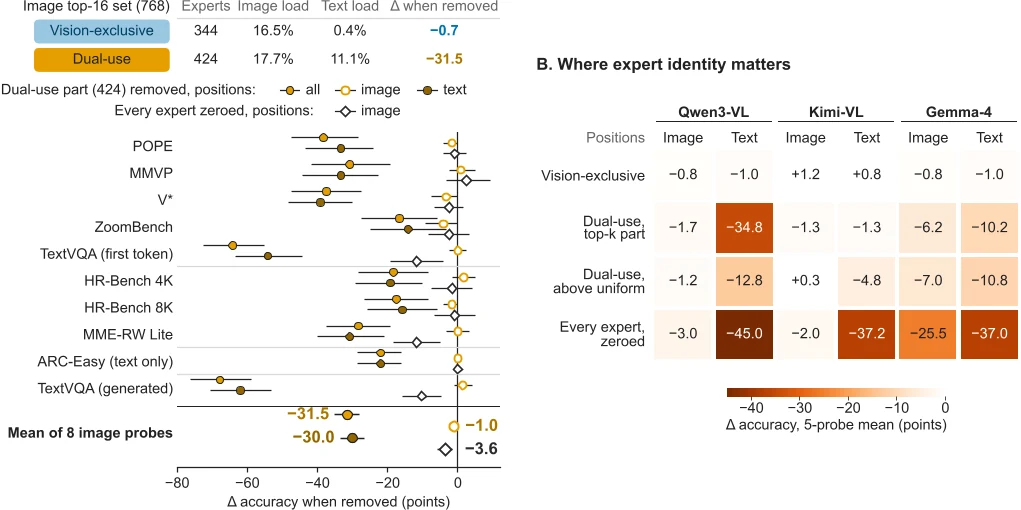 Image top-16 set (768) Experts Image load Text load Δ when removed
Vision-exclusive 344 16.5% 0.4% −0.7
Dual-use 424 17.7% 11.1% −31.5
Dual-use part (424) removed, positions: all image text
Every expert zeroed, positions: image
POPE
MMVP
V*
ZoomBench
TextVQA (first token)
HR-Bench 4K
HR-Bench 8K
MME-RW Lite
ARC-Easy (text only)
TextVQA (generated)
Mean of 8 image probes
−31.5
−1.0
−30.0
−3.6
−80 −60 −40 −20 0
Δ accuracy when removed (points)
B. Where expert identity matters
Qwen3-VL Kimi-VL Gemma-4
Positions Image Text Image Text Image Text
Vision-exclusive −0.8 −1.0 +1.2 +0.8 −0.8 −1.0
Dual-use,
top-k part −1.7 −34.8 −1.3 −1.3 −6.2 −10.2
Dual-use,
above uniform −1.2 −12.8 +0.3 −4.8 −7.0 −10.8
Every expert,
zeroed −3.0 −45.0 −2.0 −37.2 −25.5 −37.0
−40 −30 −20 −10 0
Δ accuracy, 5-probe mean (points)